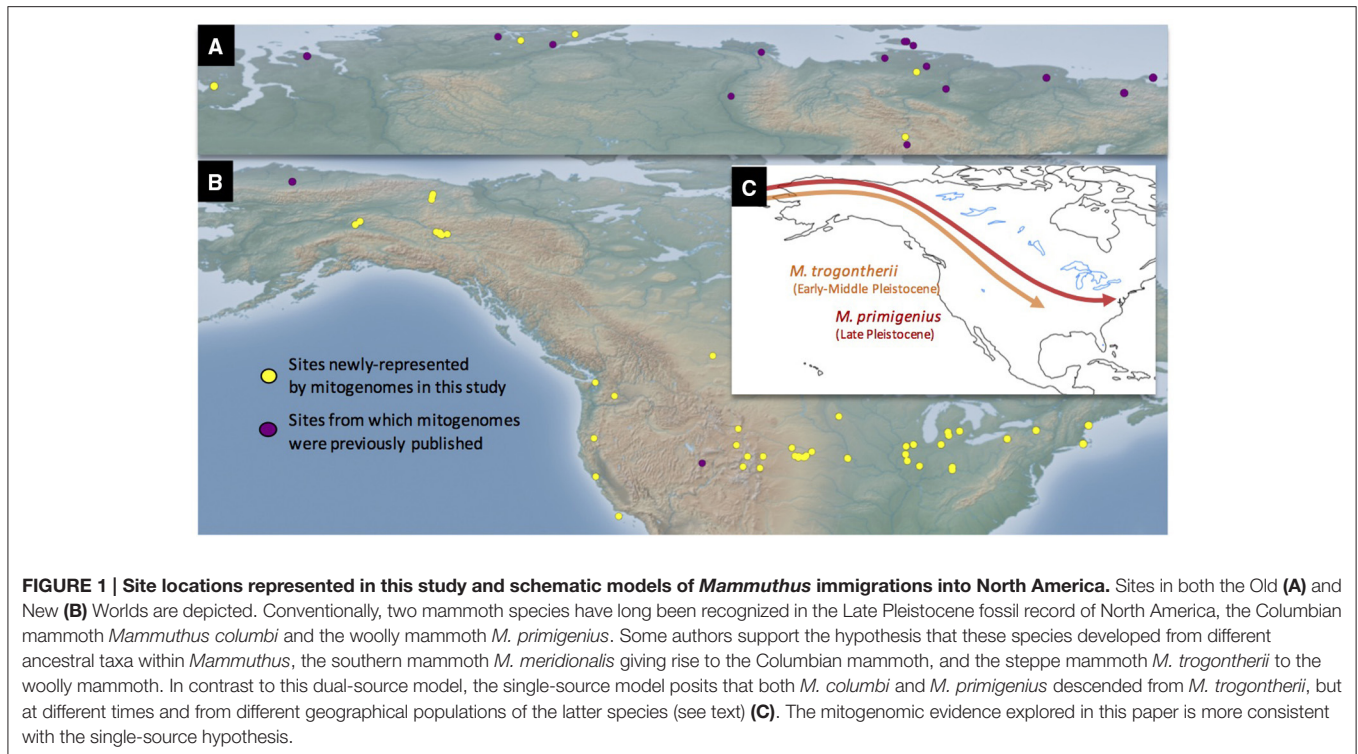 A
B
C
M. trogontherii
(Early-Middle Pleistocene)
M. primigenius
(Late Pleistocene)
Sites newly-represented
by mitogenomes in this study
Sites from which mitogenomes
were previously published
FIGURE 1 | Site locations represented in this study and schematic models of Mammuthus immigrations into North America. Sites in both the Old (A) and
New (B) Worlds are depicted. Conventionally, two mammoth species have long been recognized in the Late Pleistocene fossil record of North America, the Columbian
mammoth Mammuthus columbi and the woolly mammoth M. primigenius. Some authors support the hypothesis that these species developed from different
ancestral taxa within Mammuthus, the southern mammoth M. meridionalis giving rise to the Columbian mammoth, and the steppe mammoth M. trogontherii to the
woolly mammoth. In contrast to this dual-source model, the single-source model posits that both M. columbi and M. primigenius descended from M. trogontherii, but
at different times and from different geographical populations of the latter species (see text) (C). The mitogenomic evidence explored in this paper is more consistent
with the single-source hypothesis.